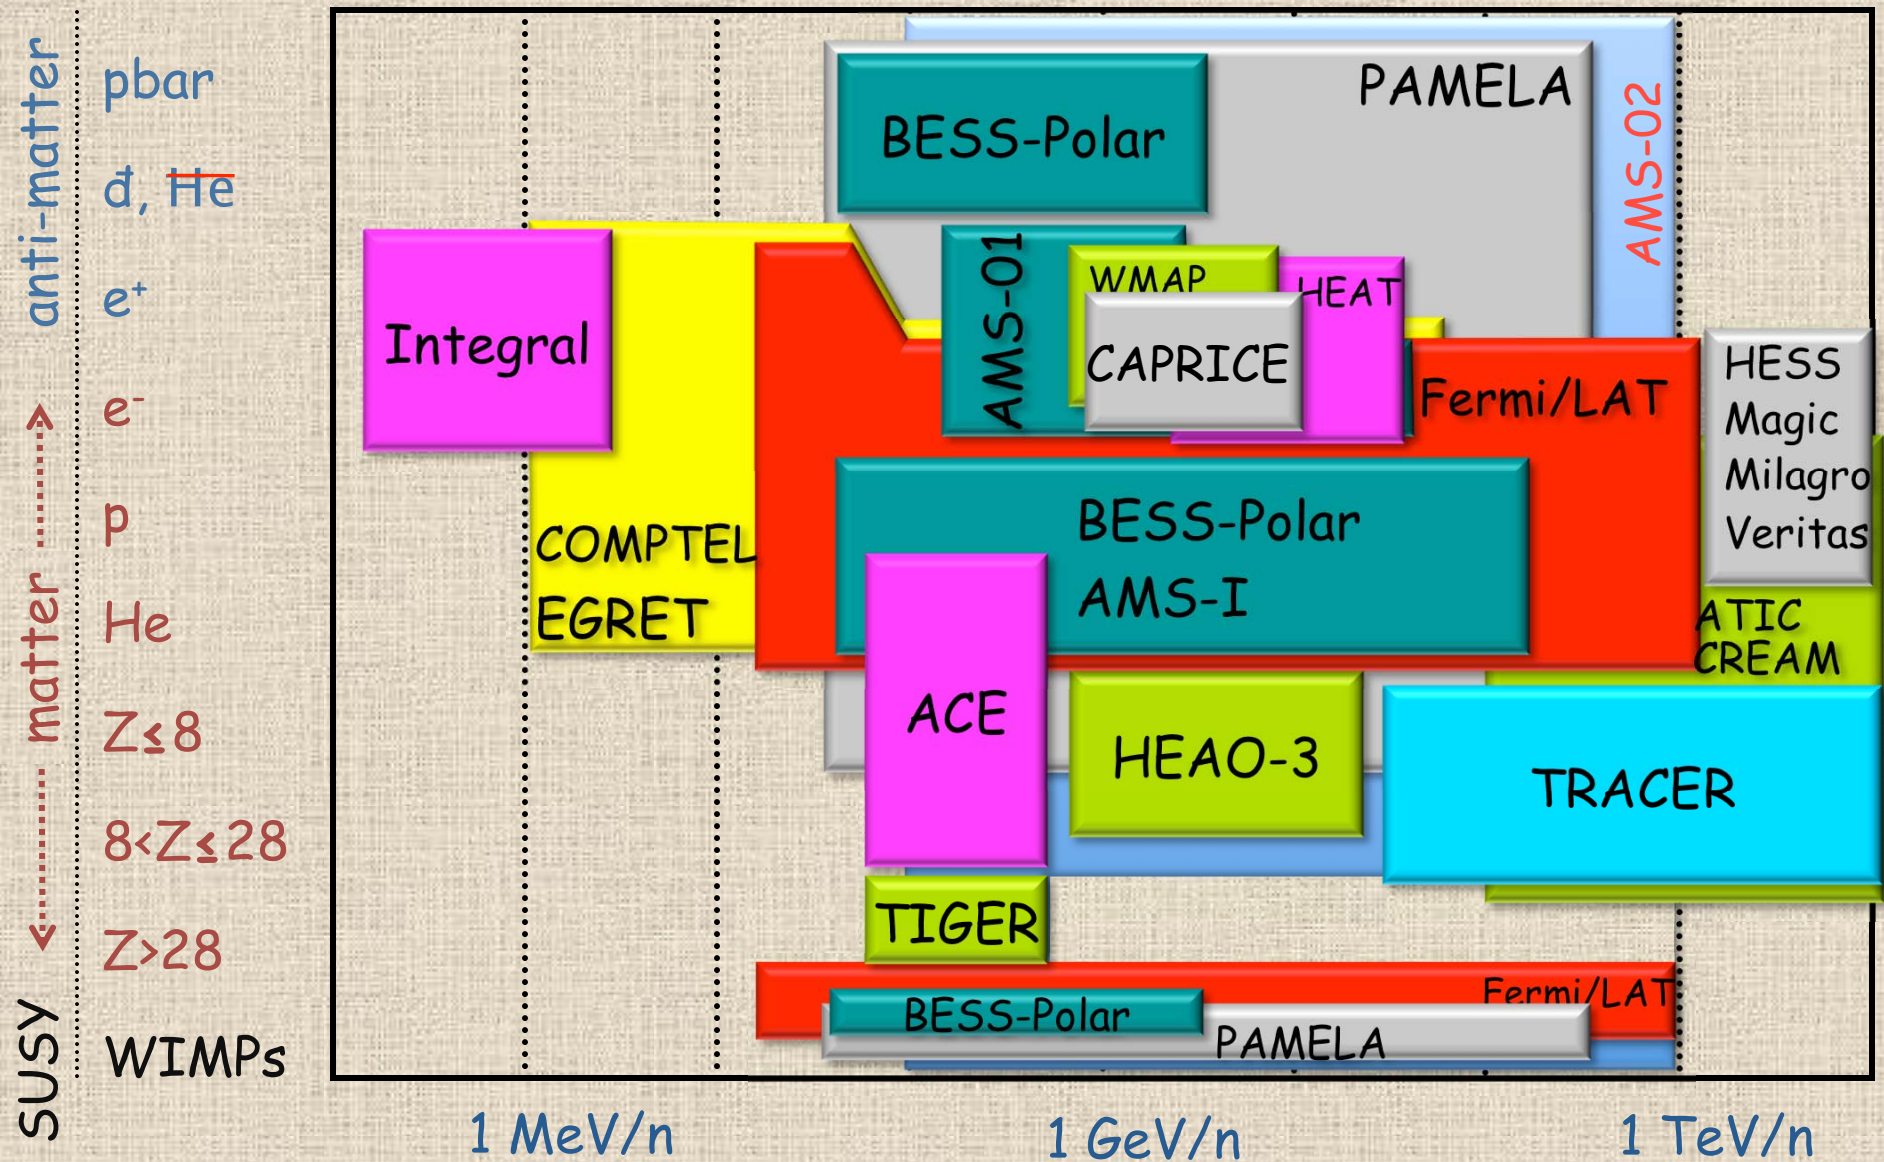 anti-matter
matter
SUSY
pbar
đ, He
e⁺
e⁻
p
He
Z≤8
8<Z≤28
Z>28
WIMPs
PAMELA
AMS-02
BESS-Polar
Integral
COMPTEL
EGRET
AMS-01
WMAP
HEAT
CAPRICE
Fermi/LAT
HESS
Magic
Milagro
Veritas
BESS-Polar
AMS-I
ATIC
CREAM
ACE
HEAO-3
TRACER
TIGER
Fermi/LAT
BESS-Polar
PAMELA
1 MeV/n
1 GeV/n
1 TeV/n